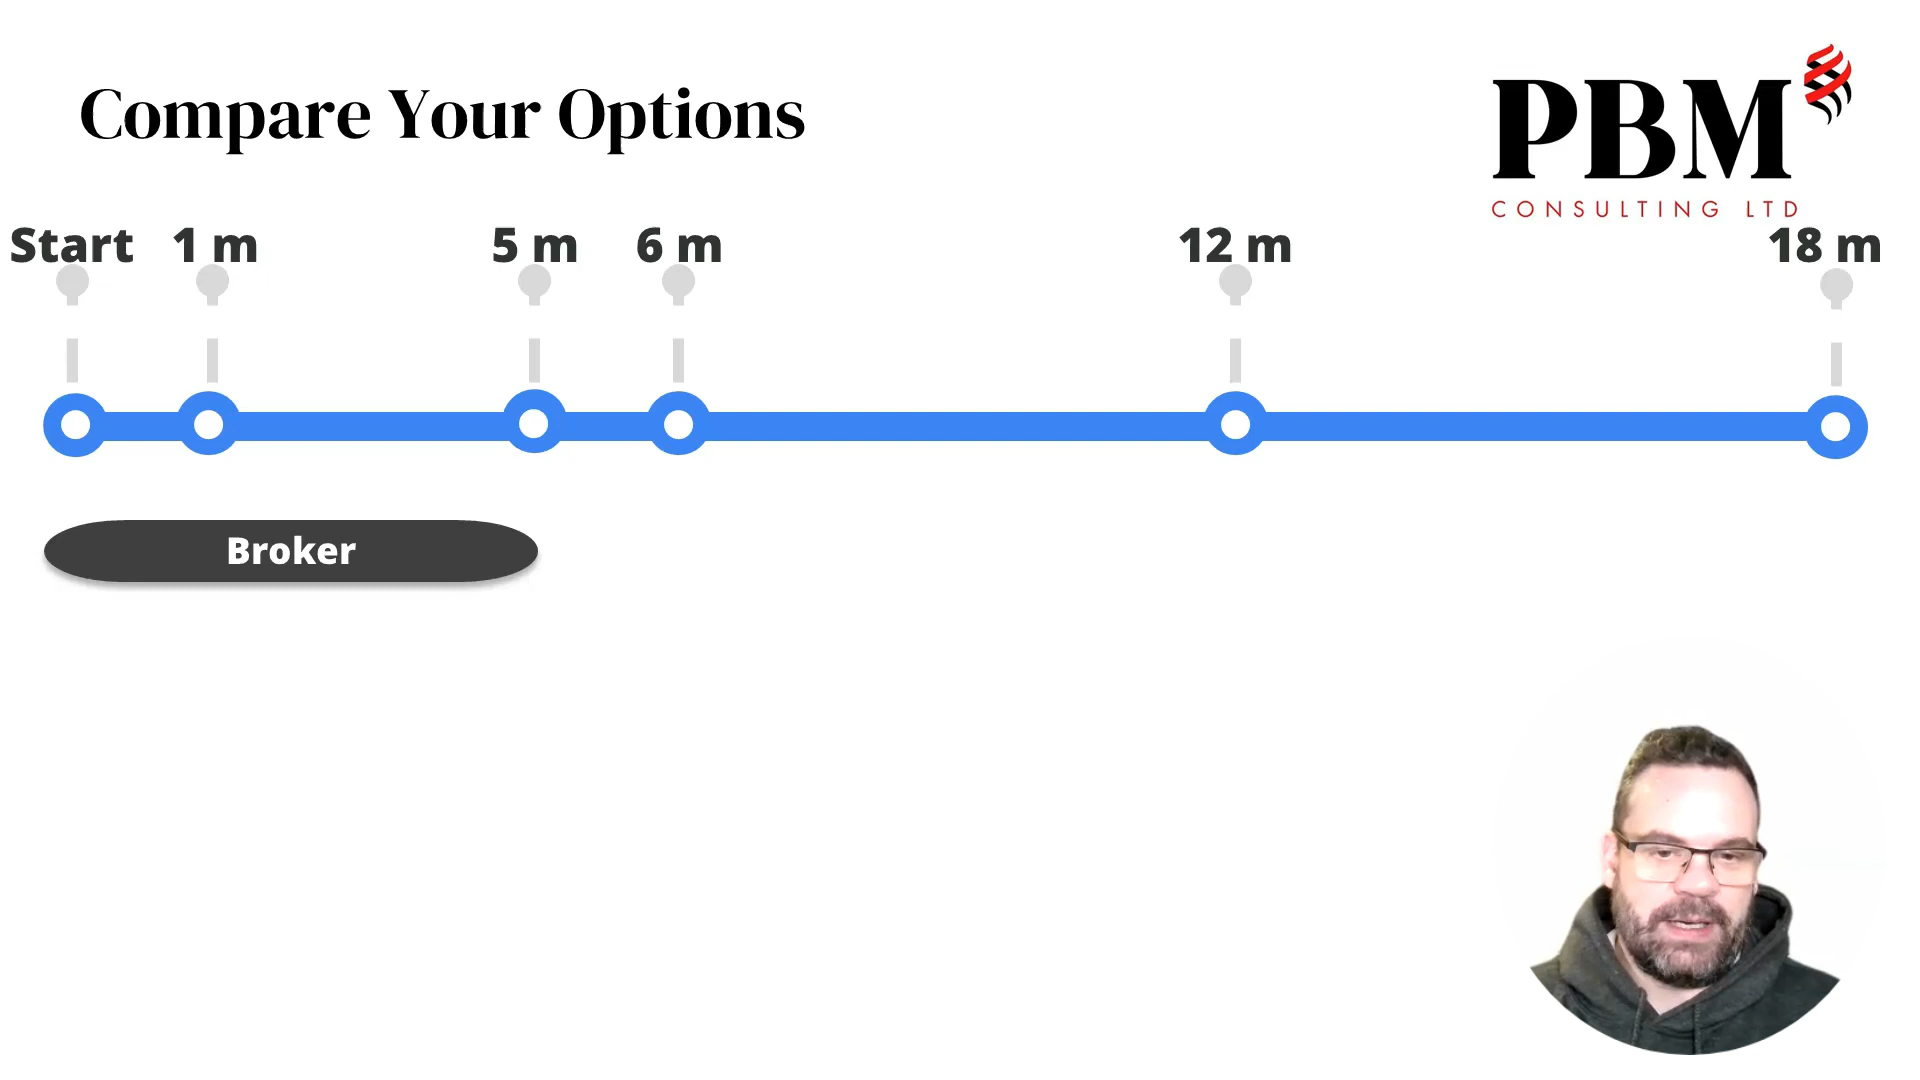 Compare Your Options
PBM
CONSULTING LTD
Start 1 m 5 m 6 m 12 m 18 m
Broker